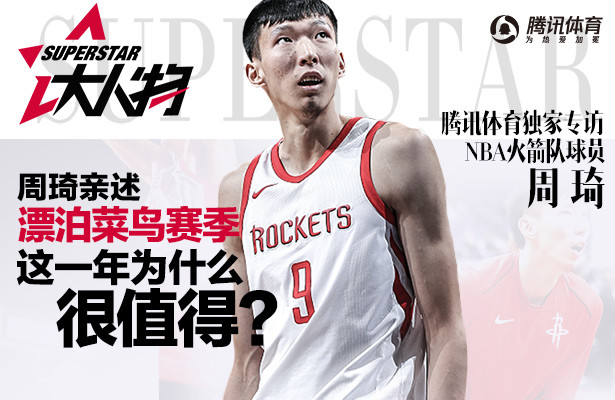 SUPERSTAR
SUPERSTAR
大人物
腾讯体育
为热爱加冕
腾讯体育独家专访
NBA火箭队球员
周琦
周琦亲述
漂泊菜鸟赛季
这一年为什么
很值得?
ROCKETS
9